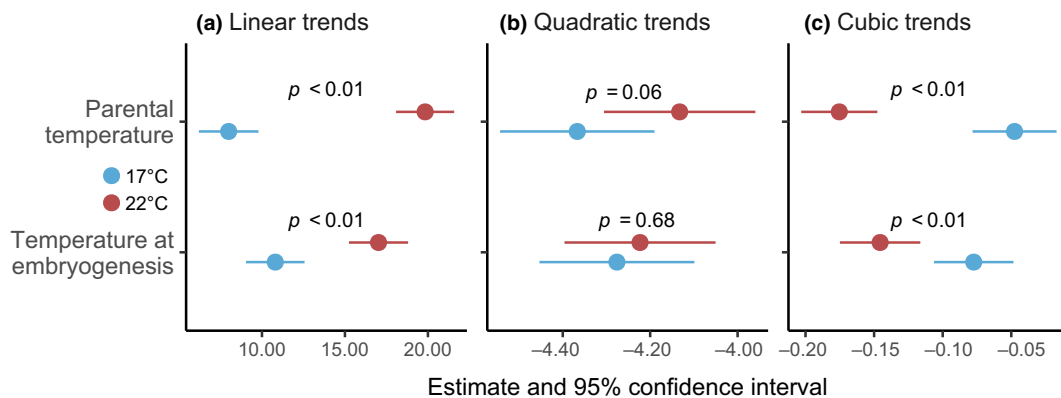 (a) Linear trends
(b) Quadratic trends
(c) Cubic trends
Parental
temperature
p < 0.01
p = 0.06
p < 0.01
17°C
22°C
Temperature at
embryogenesis
p < 0.01
p = 0.68
p < 0.01
10.00
20.00
–4.40
–4.20
–4.00
–0.20
–0.15
–0.10
–0.05
Estimate and 95% confidence interval